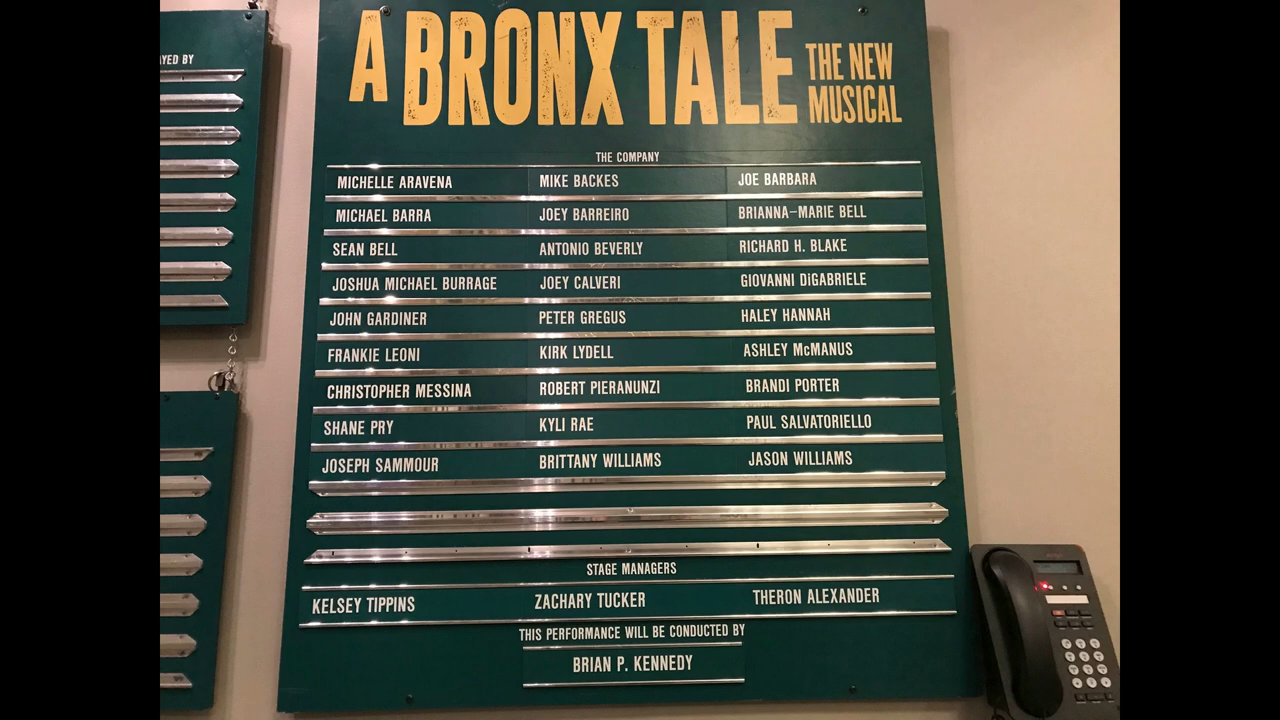 AYED BY
A BRONX TALE THE NEW MUSICAL
THE COMPANY
MICHELLE ARAVENA MIKE BACKES JOE BARBARA
MICHAEL BARRA JOEY BARREIRO BRIANNA-MARIE BELL
SEAN BELL ANTONIO BEVERLY RICHARD H. BLAKE
JOSHUA MICHAEL BURRAGE JOEY CALVERI GIOVANNI DiGABRIELE
JOHN GARDINER PETER GREGUS HALEY HANNAH
FRANKIE LEONI KIRK LYDELL ASHLEY McMANUS
CHRISTOPHER MESSINA ROBERT PIERANUNZI BRANDI PORTER
SHANE PRY KYLI RAE PAUL SALVATORIELLO
JOSEPH SAMMOUR BRITTANY WILLIAMS JASON WILLIAMS
STAGE MANAGERS
KELSEY TIPPINS ZACHARY TUCKER THERON ALEXANDER
THIS PERFORMANCE WILL BE CONDUCTED BY
BRIAN P. KENNEDY